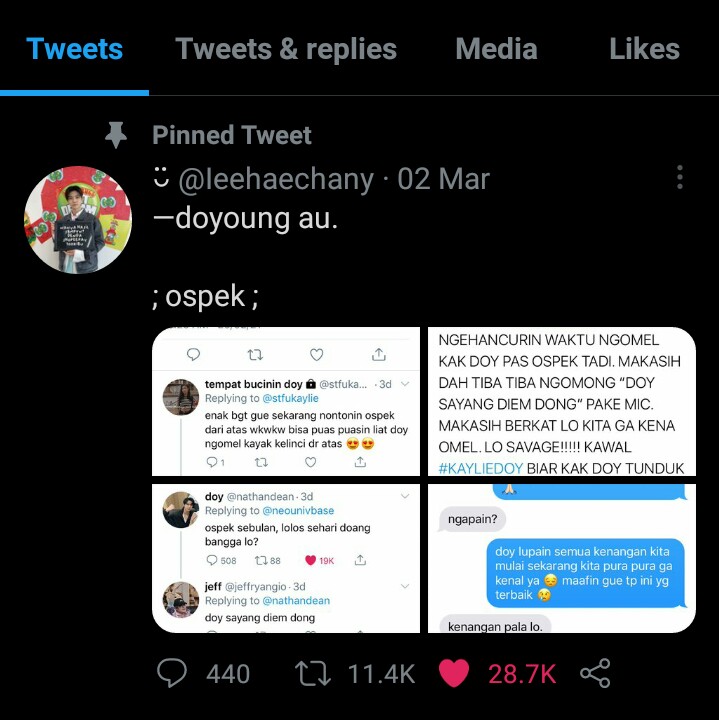 Tweets Tweets & replies Media Likes
Pinned Tweet
@leehaechany · 02 Mar
—doyoung au.
; ospek ;
tempat bucinin doy @stfuka... · 3d
Replying to @stfukaylie
enak bgt gue sekarang nontonin ospek
dari atas wkwkw bisa puas puasin liat doy
ngomel kayak kelinci dr atas 😍😍
1
NGEHANCURIN WAKTU NGOMEL
KAK DOY PAS OSPEK TADI. MAKASIH
DAH TIBA TIBA NGOMONG “DOY
SAYANG DIEM DONG” PAKE MIC.
MAKASIH BERKAT LO KITA GA KENA
OMEL. LO SAVAGE!!!!! KAWAL
#KAYLIEDOY BIAR KAK DOY TUNDUK
doy @nathandean · 3d
Replying to @neounivbase
ospek sebulan, lolos sehari doang
bangga lo?
508 88 19K
jeff @jeffryangio · 3d
Replying to @nathandean
doy sayang diem dong
ngapain?
doy lupain semua kenangan kita
mulai sekarang kita pura pura ga
kenal ya 😔 maafin gue tp ini yg
terbaik 😢
kenangan pala lo.
440 11.4K 28.7K